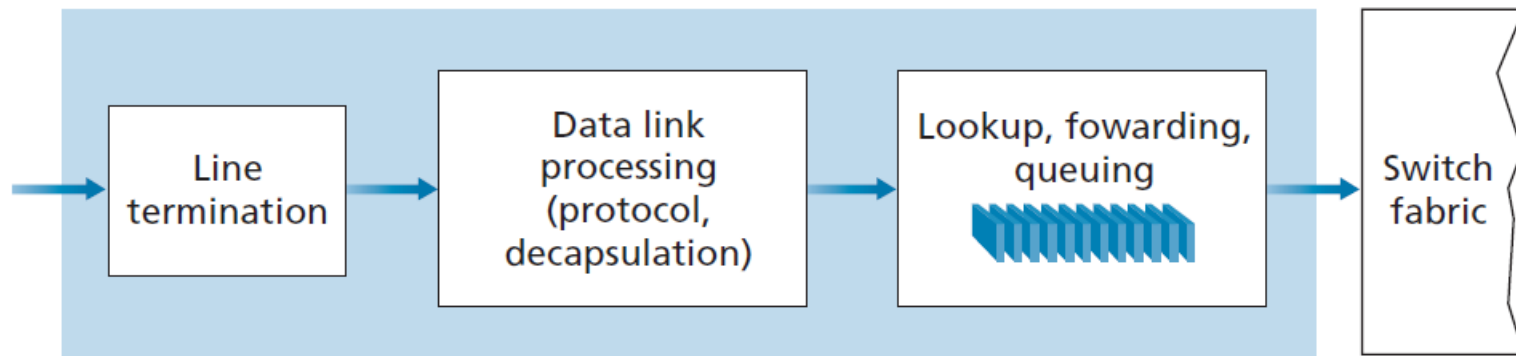 Line
termination
Data link
processing
(protocol,
decapsulation)
Lookup, fowarding,
queuing
Switch
fabric